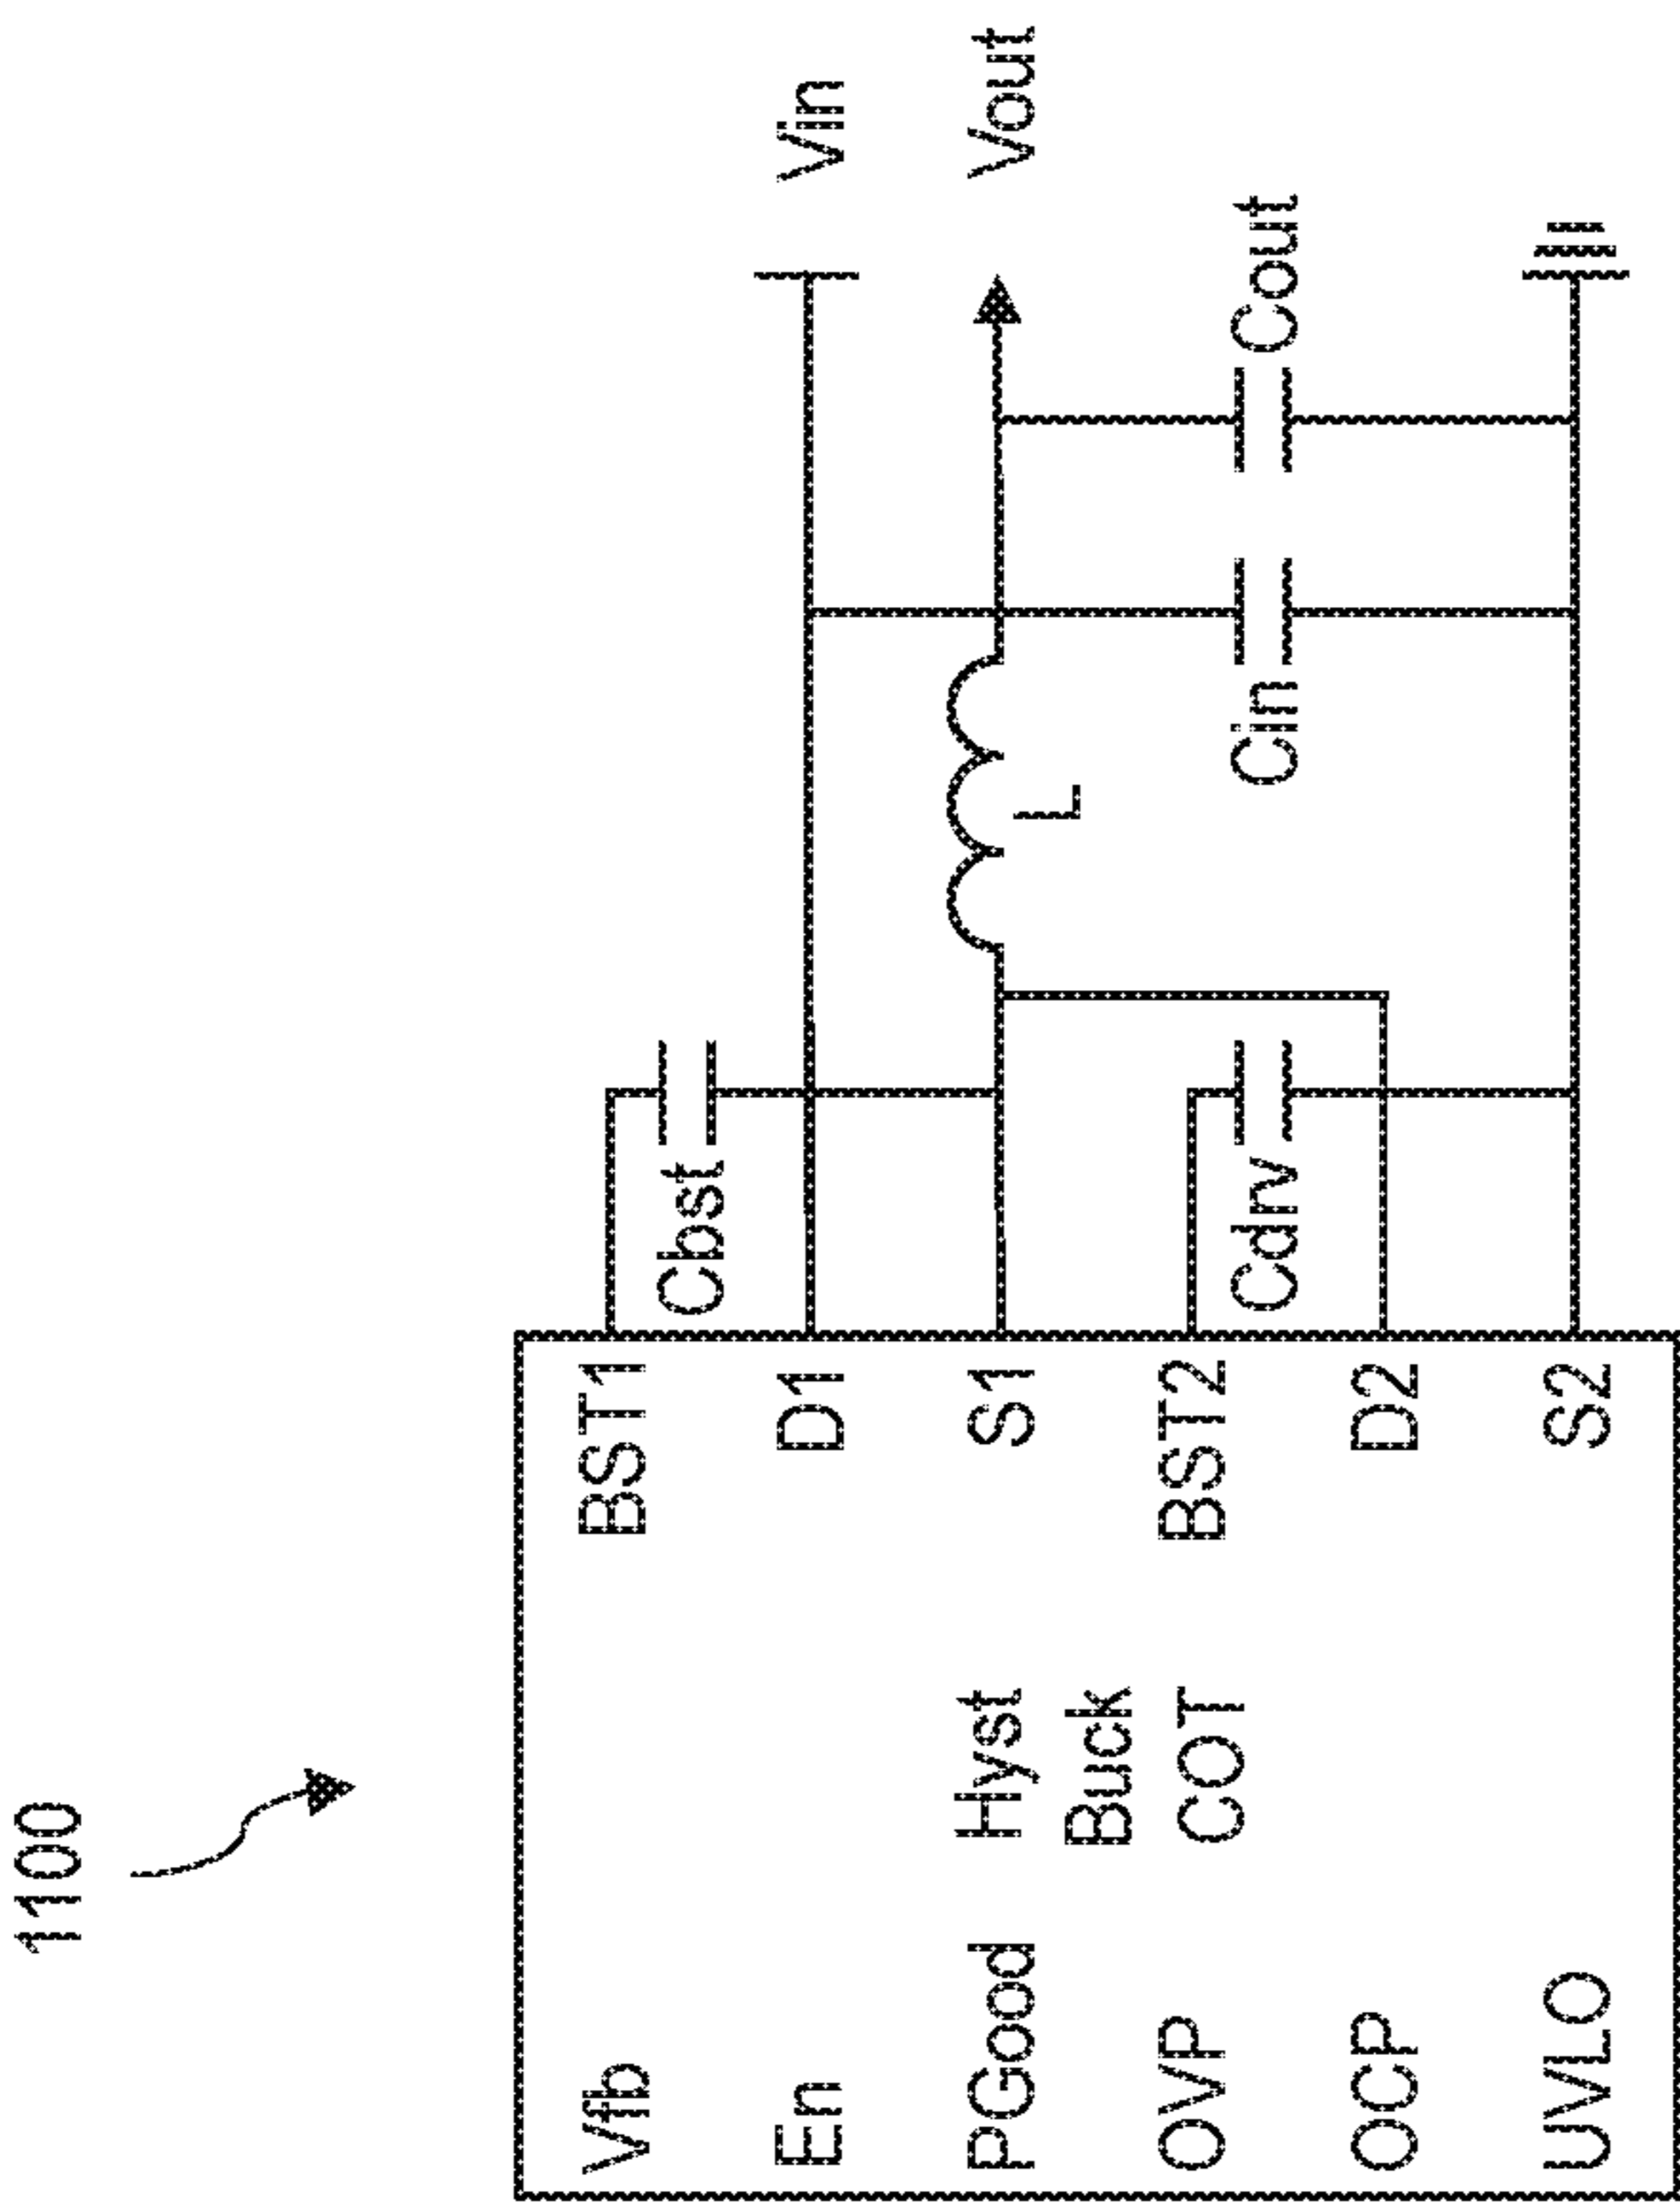 1100
Vfb
En
PGood
OVP
OCP
UVLO
Hyst
Buck
COT
BST1
D1
S1
BST2
D2
S2
Cbst
Cdrv
L
Cin
Cout
Vin
Vout